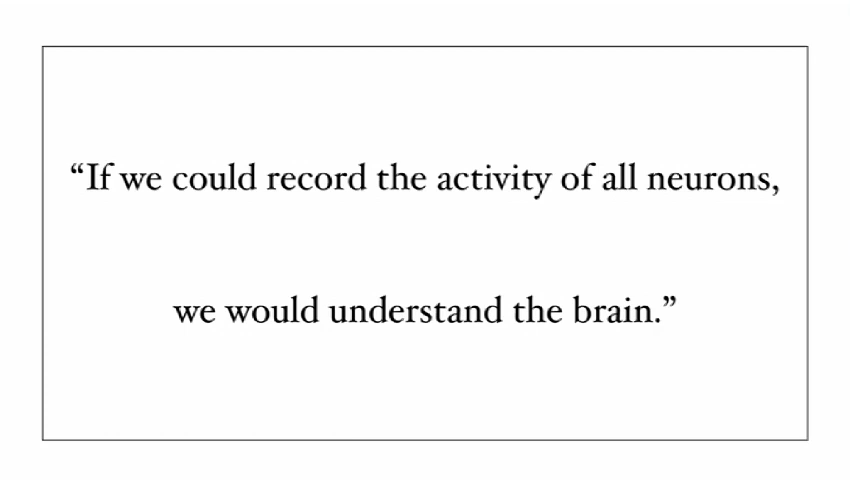 “If we could record the activity of all neurons,
we would understand the brain.”